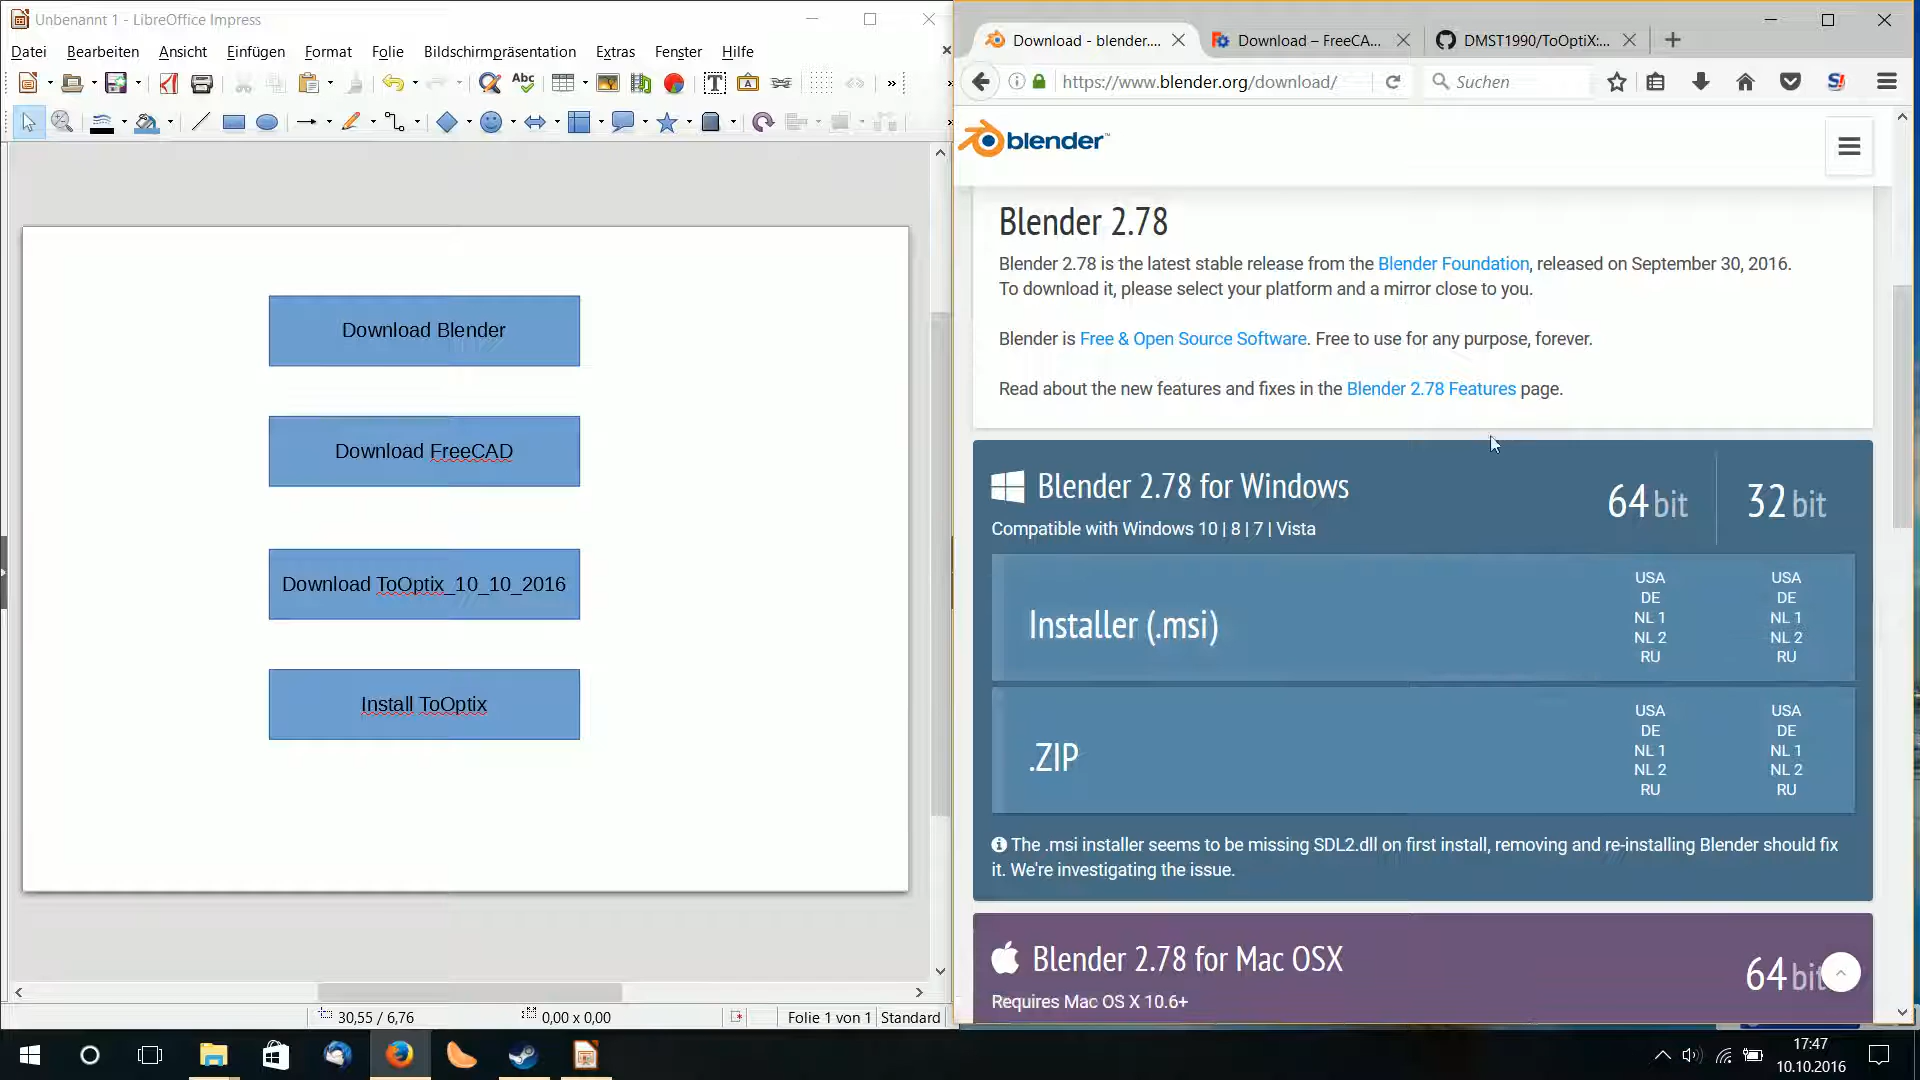 Unbenannt 1 - LibreOffice Impress
Datei Bearbeiten Ansicht Einfügen Format Folie Bildschirmpräsentation Extras Fenster Hilfe
Abc
T
A
Download Blender
Download FreeCAD
Download ToOptix_10_10_2016
Install ToOptix
30,55 / 6,76
0,00 x 0,00
Folie 1 von 1
Standard
Download - blender....
Download – FreeCA...
DMST1990/ToOptiX:...
https://www.blender.org/download/
Suchen
blender™
Blender 2.78
Blender 2.78 is the latest stable release from the Blender Foundation, released on September 30, 2016.
To download it, please select your platform and a mirror close to you.
Blender is Free & Open Source Software. Free to use for any purpose, forever.
Read about the new features and fixes in the Blender 2.78 Features page.
Blender 2.78 for Windows
64 bit
32 bit
Compatible with Windows 10 | 8 | 7 | Vista
Installer (.msi)
USA USA
DE DE
NL 1 NL 1
NL 2 NL 2
RU RU
.ZIP
USA USA
DE DE
NL 1 NL 1
NL 2 NL 2
RU RU
The .msi installer seems to be missing SDL2.dll on first install, removing and re-installing Blender should fix
it. We're investigating the issue.
Blender 2.78 for Mac OSX
64 bit
Requires Mac OS X 10.6+
17:47
10.10.2016